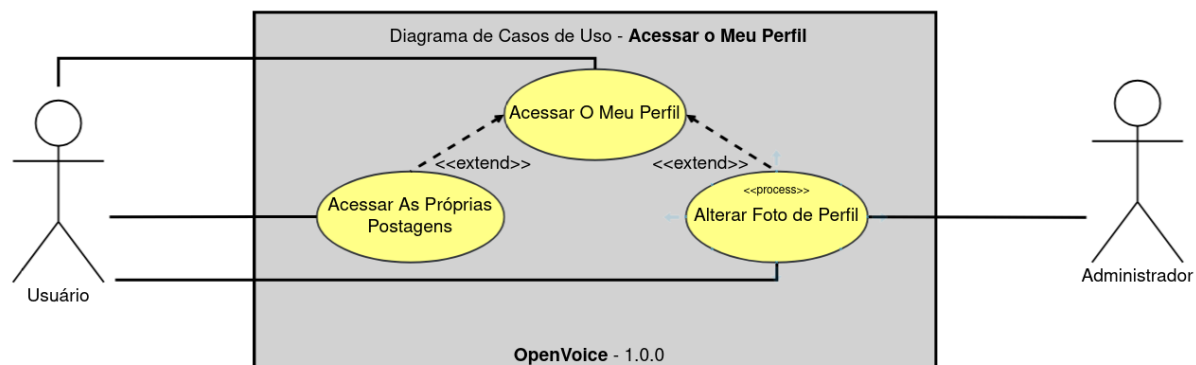 Diagrama de Casos de Uso - Acessar o Meu Perfil
Acessar O Meu Perfil
<<extend>>
<<extend>>
Acessar As Próprias
Postagens
<<process>>
Alterar Foto de Perfil
Usuário
Administrador
OpenVoice - 1.0.0